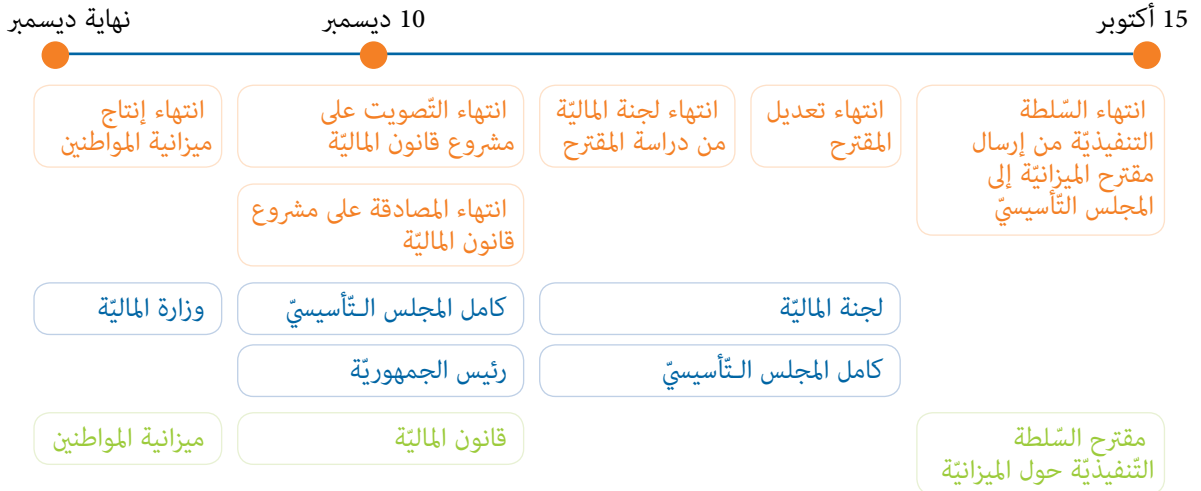 15 أكتوبر
10 ديسمبر
نهاية ديسمبر
انتهاء السّلطة
التنفيذيّة من إرسال
مقترح الميزانيّة إلى
المجلس التّأسيسيّ
انتهاء تعديل
المقترح
انتهاء لجنة الماليّة
من دراسة المقترح
انتهاء التّصويت على
مشروع قانون الماليّة
انتهاء إنتاج
ميزانية المواطنين
انتهاء المصادقة على مشروع
قانون الماليّة
لجنة الماليّة
كامل المجلس الـتّأسيسيّ
وزارة الماليّة
كامل المجلس الـتّأسيسيّ
رئيس الجمهوريّة
مقترح السّلطة
التّنفيذيّة حول الميزانيّة
قانون الماليّة
ميزانية المواطنين